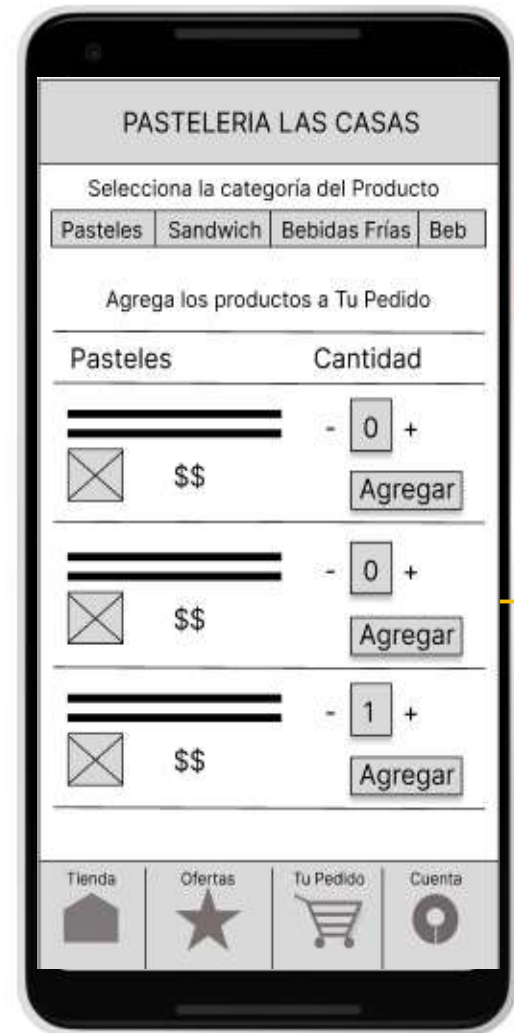 PASTELERIA LAS CASAS
Selecciona la categoría del Producto
Pasteles Sandwich Bebidas Frías Beb
Agrega los productos a Tu Pedido
Pasteles Cantidad
- 0 +
$$
Agregar
- 0 +
$$
Agregar
- 1 +
$$
Agregar
Tienda Ofertas Tu Pedido Cuenta